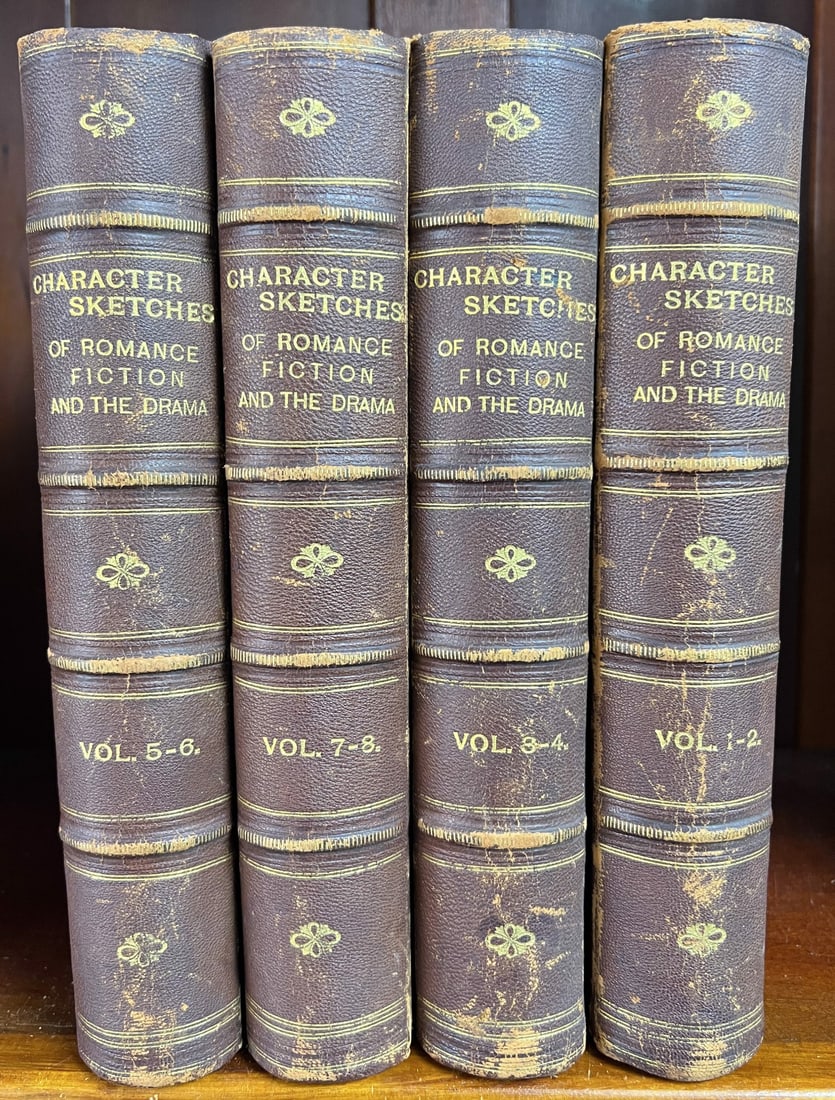 CHARACTER
SKETCHES
OF ROMANCE
FICTION
AND THE DRAMA
VOL. 5-6.
CHARACTER
SKETCHES
OF ROMANCE
FICTION
AND THE DRAMA
VOL. 7-8.
CHARACTER
SKETCHES
OF ROMANCE
FICTION
AND THE DRAMA
VOL. 3-4.
CHARACTER
SKETCHES
OF ROMANCE
FICTION
AND THE DRAMA
VOL. 1-2.